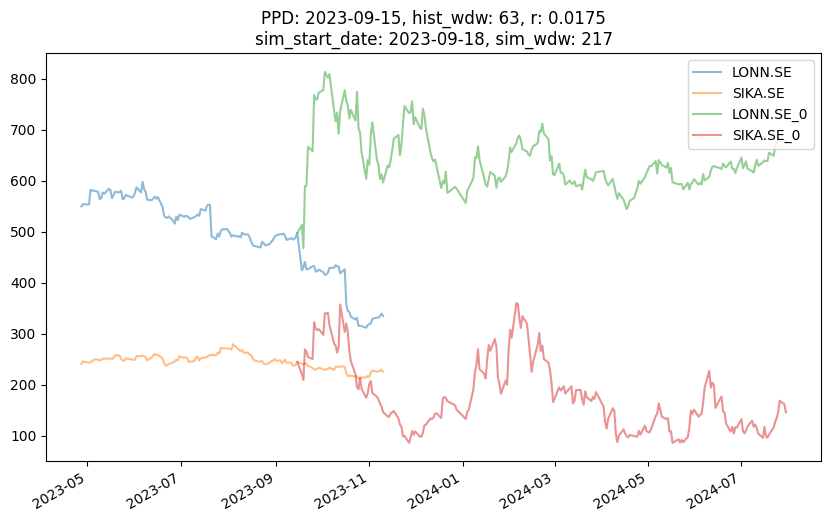 PPD: 2023-09-15, hist_wdw: 63, r: 0.0175
sim_start_date: 2023-09-18, sim_wdw: 217
LONN.SE
SIKA.SE
LONN.SE_0
SIKA.SE_0
800
700
600
500
400
300
200
100
2023-05
2023-07
2023-09
2023-11
2024-01
2024-03
2024-05
2024-07